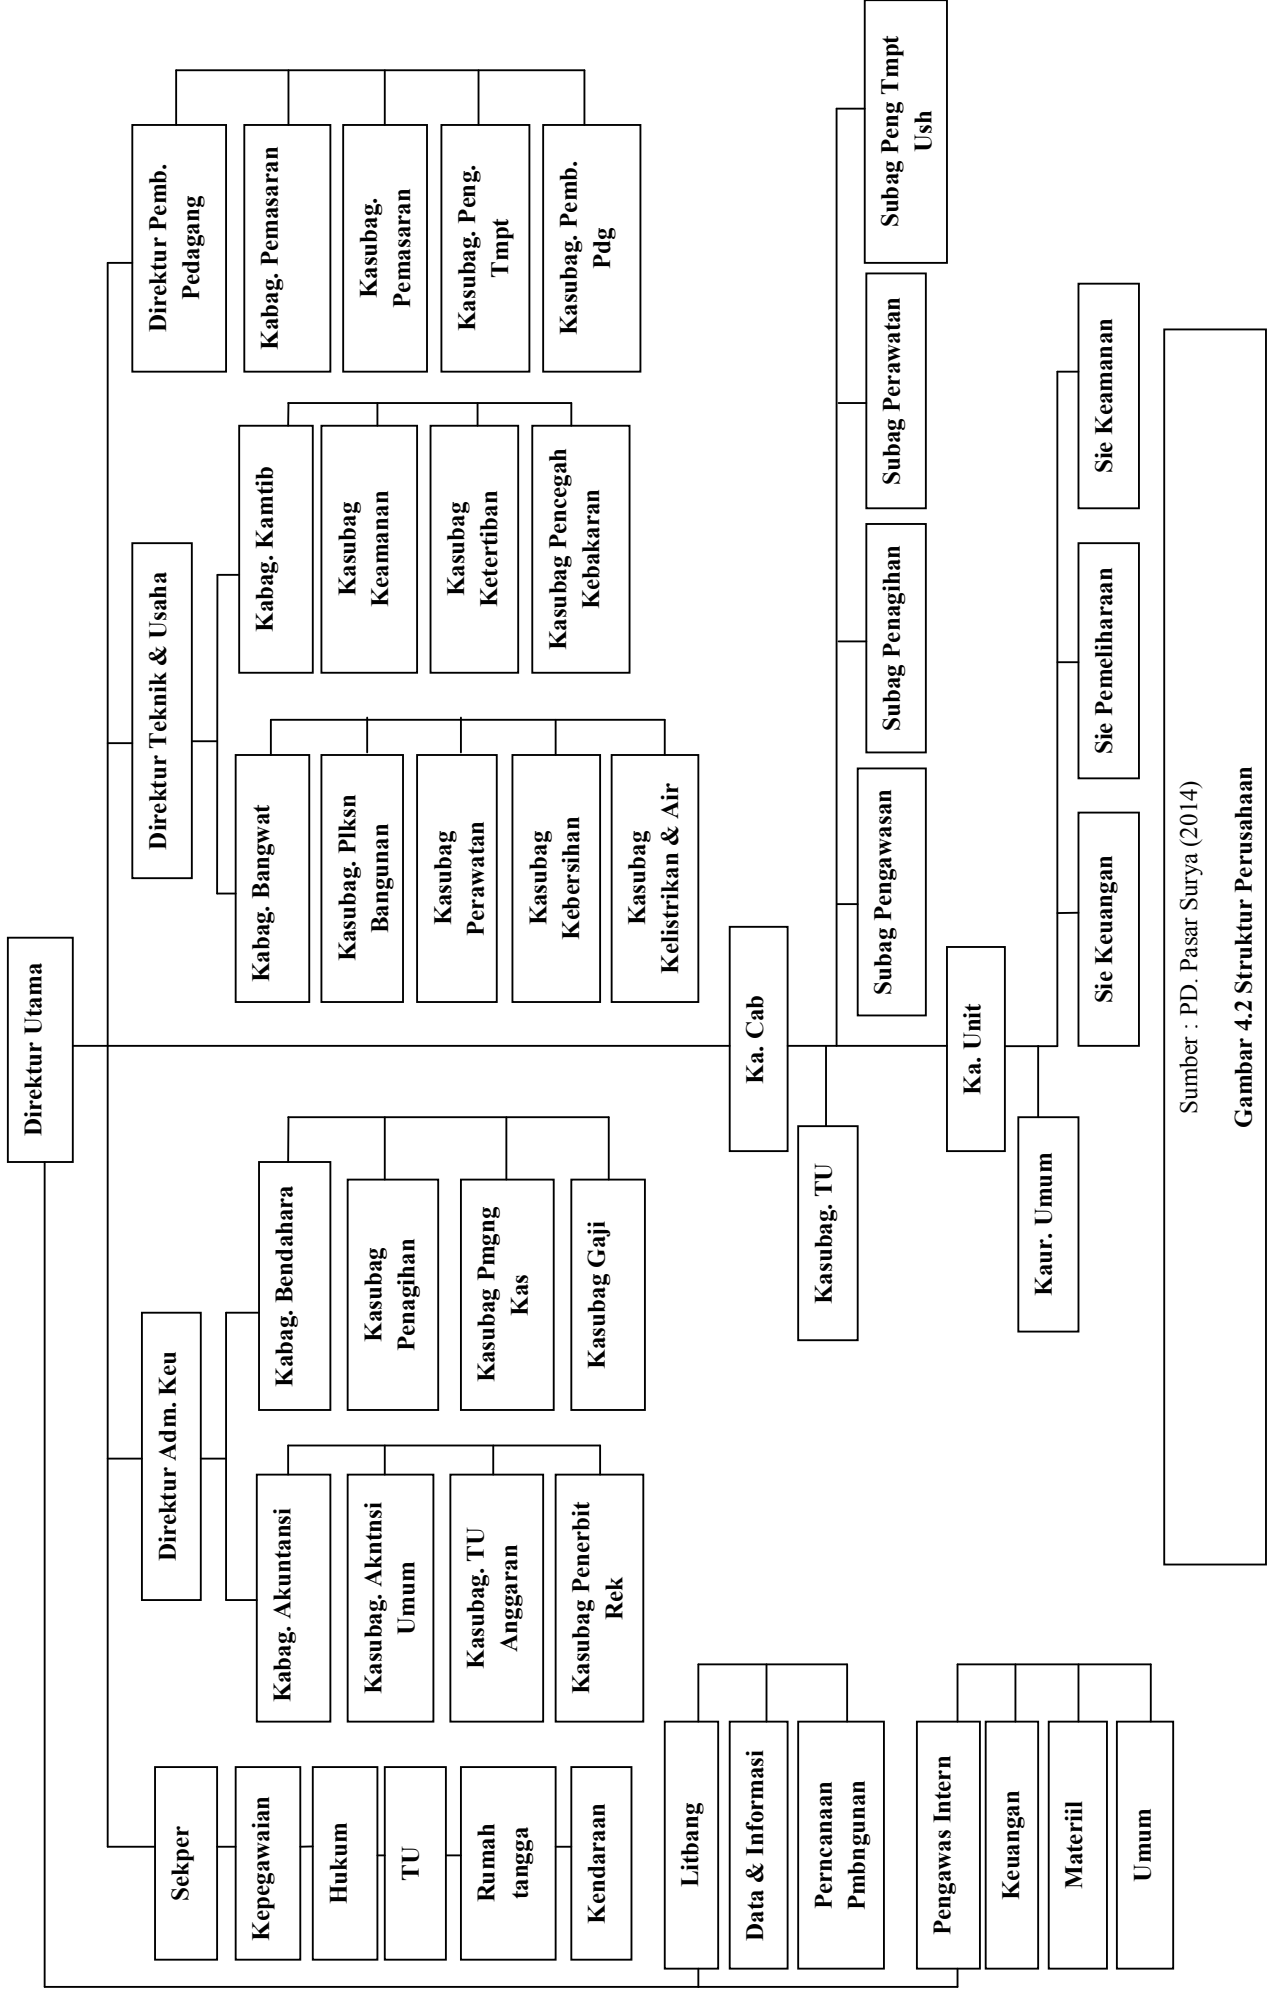 Direktur Utama
Sekper
Kepegawaian
Hukum
TU
Rumah
tangga
Kendaraan
Litbang
Data & Informasi
Perncanaan
Pmbngunan
Pengawas Intern
Keuangan
Materiil
Umum
Direktur Adm. Keu
Kabag. Akuntansi
Kasubag. Akntnsi
Umum
Kasubag. TU
Anggaran
Kasubag Penerbit
Rek
Kabag. Bendahara
Kasubag
Penagihan
Kasubag Pmgng
Kas
Kasubag Gaji
Direktur Teknik & Usaha
Kabag. Bangwat
Kasubag. Plksn
Bangunan
Kasubag
Perawatan
Kasubag
Kebersihan
Kasubag
Kelistrikan & Air
Kabag. Kamtib
Kasubag
Keamanan
Kasubag
Ketertiban
Kasubag Pencegah
Kebakaran
Direktur Pemb.
Pedagang
Kabag. Pemasaran
Kasubag.
Pemasaran
Kasubag. Peng.
Tmpt
Kasubag. Pemb.
Pdg
Ka. Cab
Kasubag. TU
Subag Pengawasan
Subag Penagihan
Subag Perawatan
Subag Peng Tmpt
Ush
Ka. Unit
Kaur. Umum
Sie Keuangan
Sie Pemeliharaan
Sie Keamanan
Sumber : PD. Pasar Surya (2014)
Gambar 4.2 Struktur Perusahaan